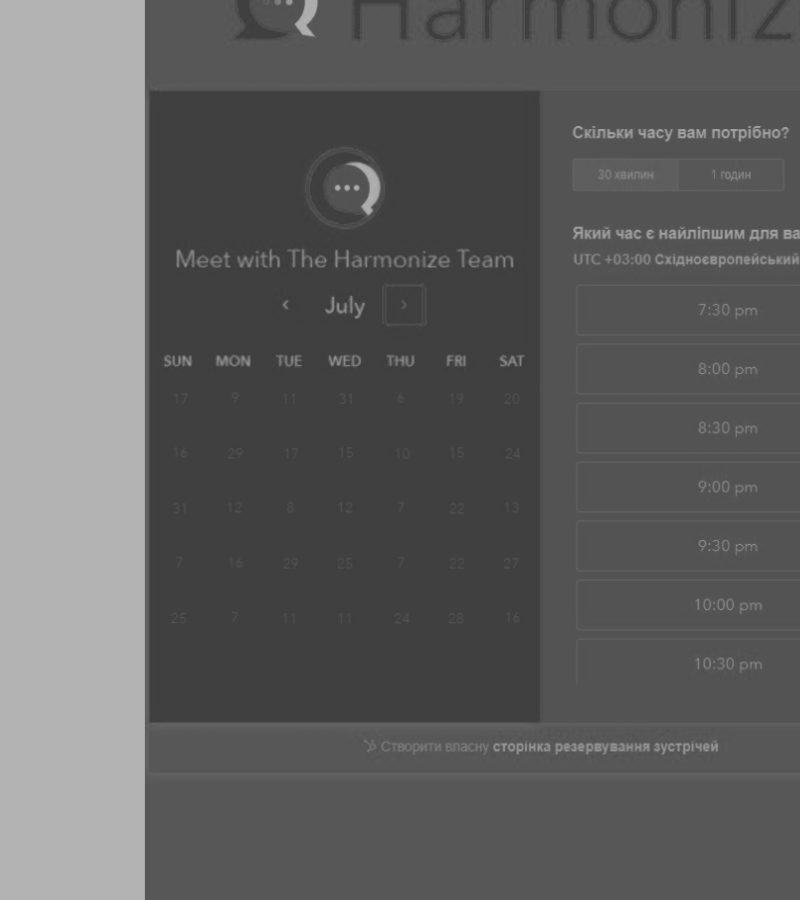 Harmoniz
Meet with The Harmonize Team
July
SUN MON TUE WED THU FRI SAT
17 9 11 31 6 19 20
16 29 17 15 10 15 24
31 12 8 12 7 22 13
7 16 29 25 7 22 27
25 7 11 11 24 28 16
Скільки часу вам потрібно?
30 хвилин 1 годин
Який час є найліпшим для ва
UTC +03:00 Східноєвропейський
7:30 pm
8:00 pm
8:30 pm
9:00 pm
9:30 pm
10:00 pm
10:30 pm
Створити власну сторінка резервування зустрічей